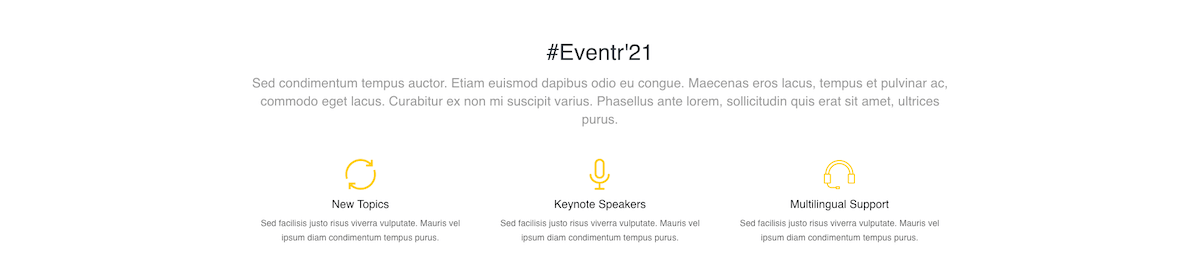 #Eventr'21
Sed condimentum tempus auctor. Etiam euismod dapibus odio eu congue. Maecenas eros lacus, tempus et pulvinar ac,
commodo eget lacus. Curabitur ex non mi suscipit varius. Phasellus ante lorem, sollicitudin quis erat sit amet, ultrices
purus.
New Topics
Sed facilisis justo risus viverra vulputate. Mauris vel
ipsum diam condimentum tempus purus.
Keynote Speakers
Sed facilisis justo risus viverra vulputate. Mauris vel
ipsum diam condimentum tempus purus.
Multilingual Support
Sed facilisis justo risus viverra vulputate. Mauris vel
ipsum diam condimentum tempus purus.